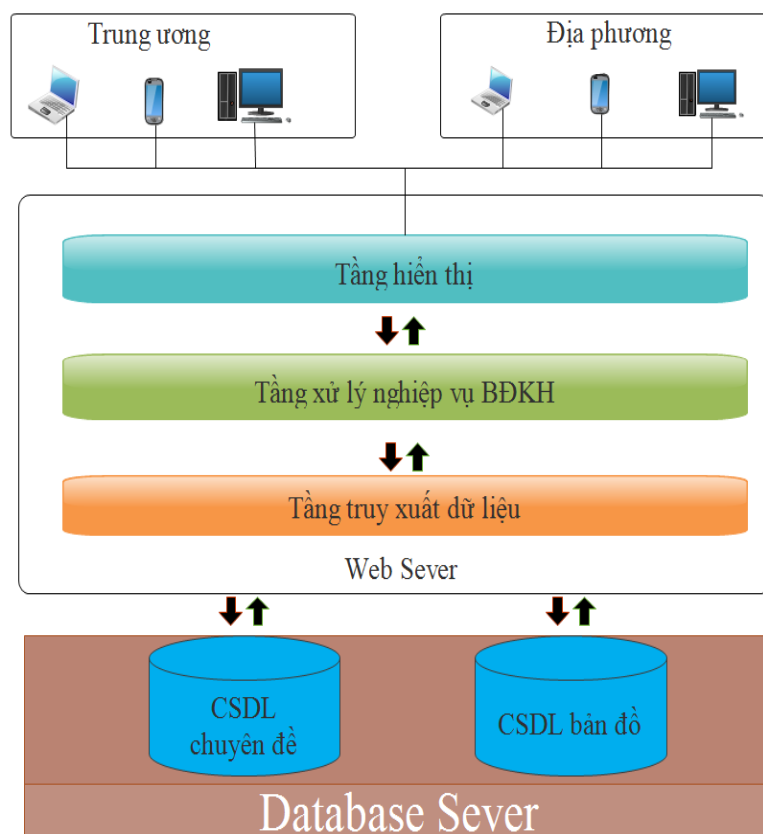 Trung ương
Địa phương
Tầng hiển thị
Tầng xử lý nghiệp vụ BĐKH
Tầng truy xuất dữ liệu
Web Sever
CSDL
chuyên đề
CSDL bản đồ
Database Sever